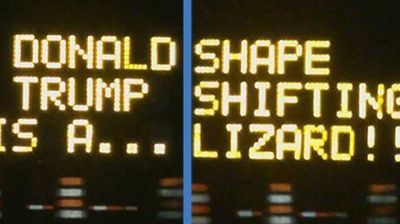 DONALD
TRUMP
IS A...
SHAPE
SHIFTING
LIZARD!!